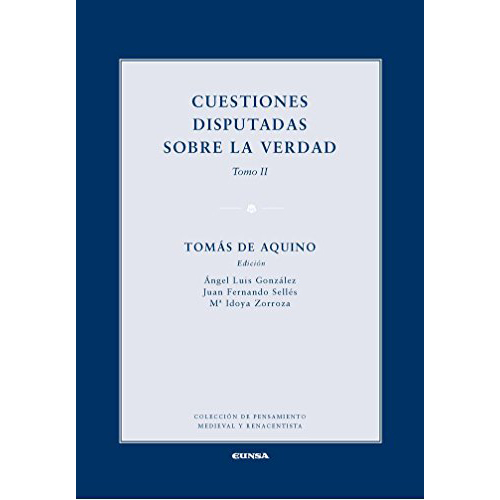 CUESTIONES
DISPUTADAS
SOBRE LA VERDAD
Tomo II
TOMÁS DE AQUINO
Edición
Ángel Luis González
Juan Fernando Sellés
Mª Idoya Zorroza
COLECCIÓN DE PENSAMIENTO
MEDIEVAL Y RENACENTISTA
EUNSA